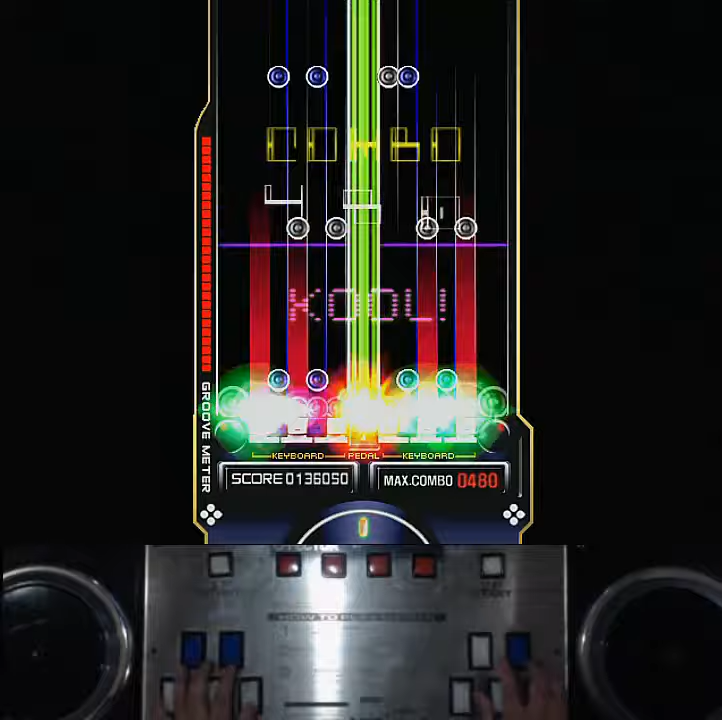 COMBO
KOOL!
GROOVE METER
KEYBOARD PEDAL KEYBOARD
SCORE 0136050 MAX.COMBO 0480